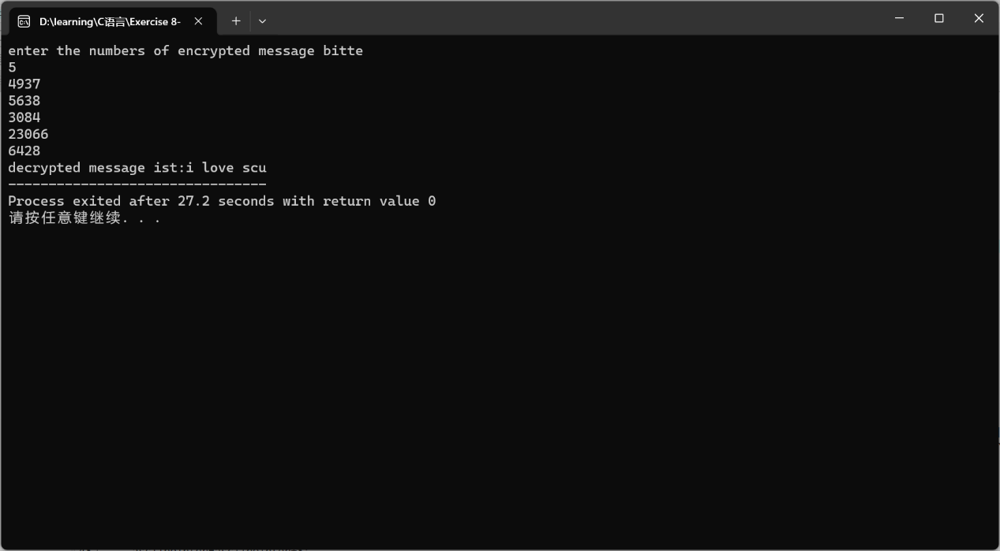 D:\learning\C语言\Exercise 8-
enter the numbers of encrypted message bitte
5
4937
5638
3084
23066
6428
decrypted message ist:i love scu
--------------------------------
Process exited after 27.2 seconds with return value 0
请按任意键继续. . .